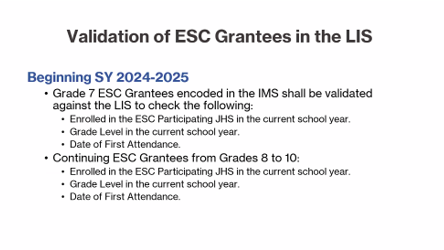 Validation of ESC Grantees in the LIS
Beginning SY 2024-2025
• Grade 7 ESC Grantees encoded in the IMS shall be validated
against the LIS to check the following:
• Enrolled in the ESC Participating JHS in the current school year.
• Grade Level in the current school year.
• Date of First Attendance.
• Continuing ESC Grantees from Grades 8 to 10:
• Enrolled in the ESC Participating JHS in the current school year.
• Grade Level in the current school year.
• Date of First Attendance.